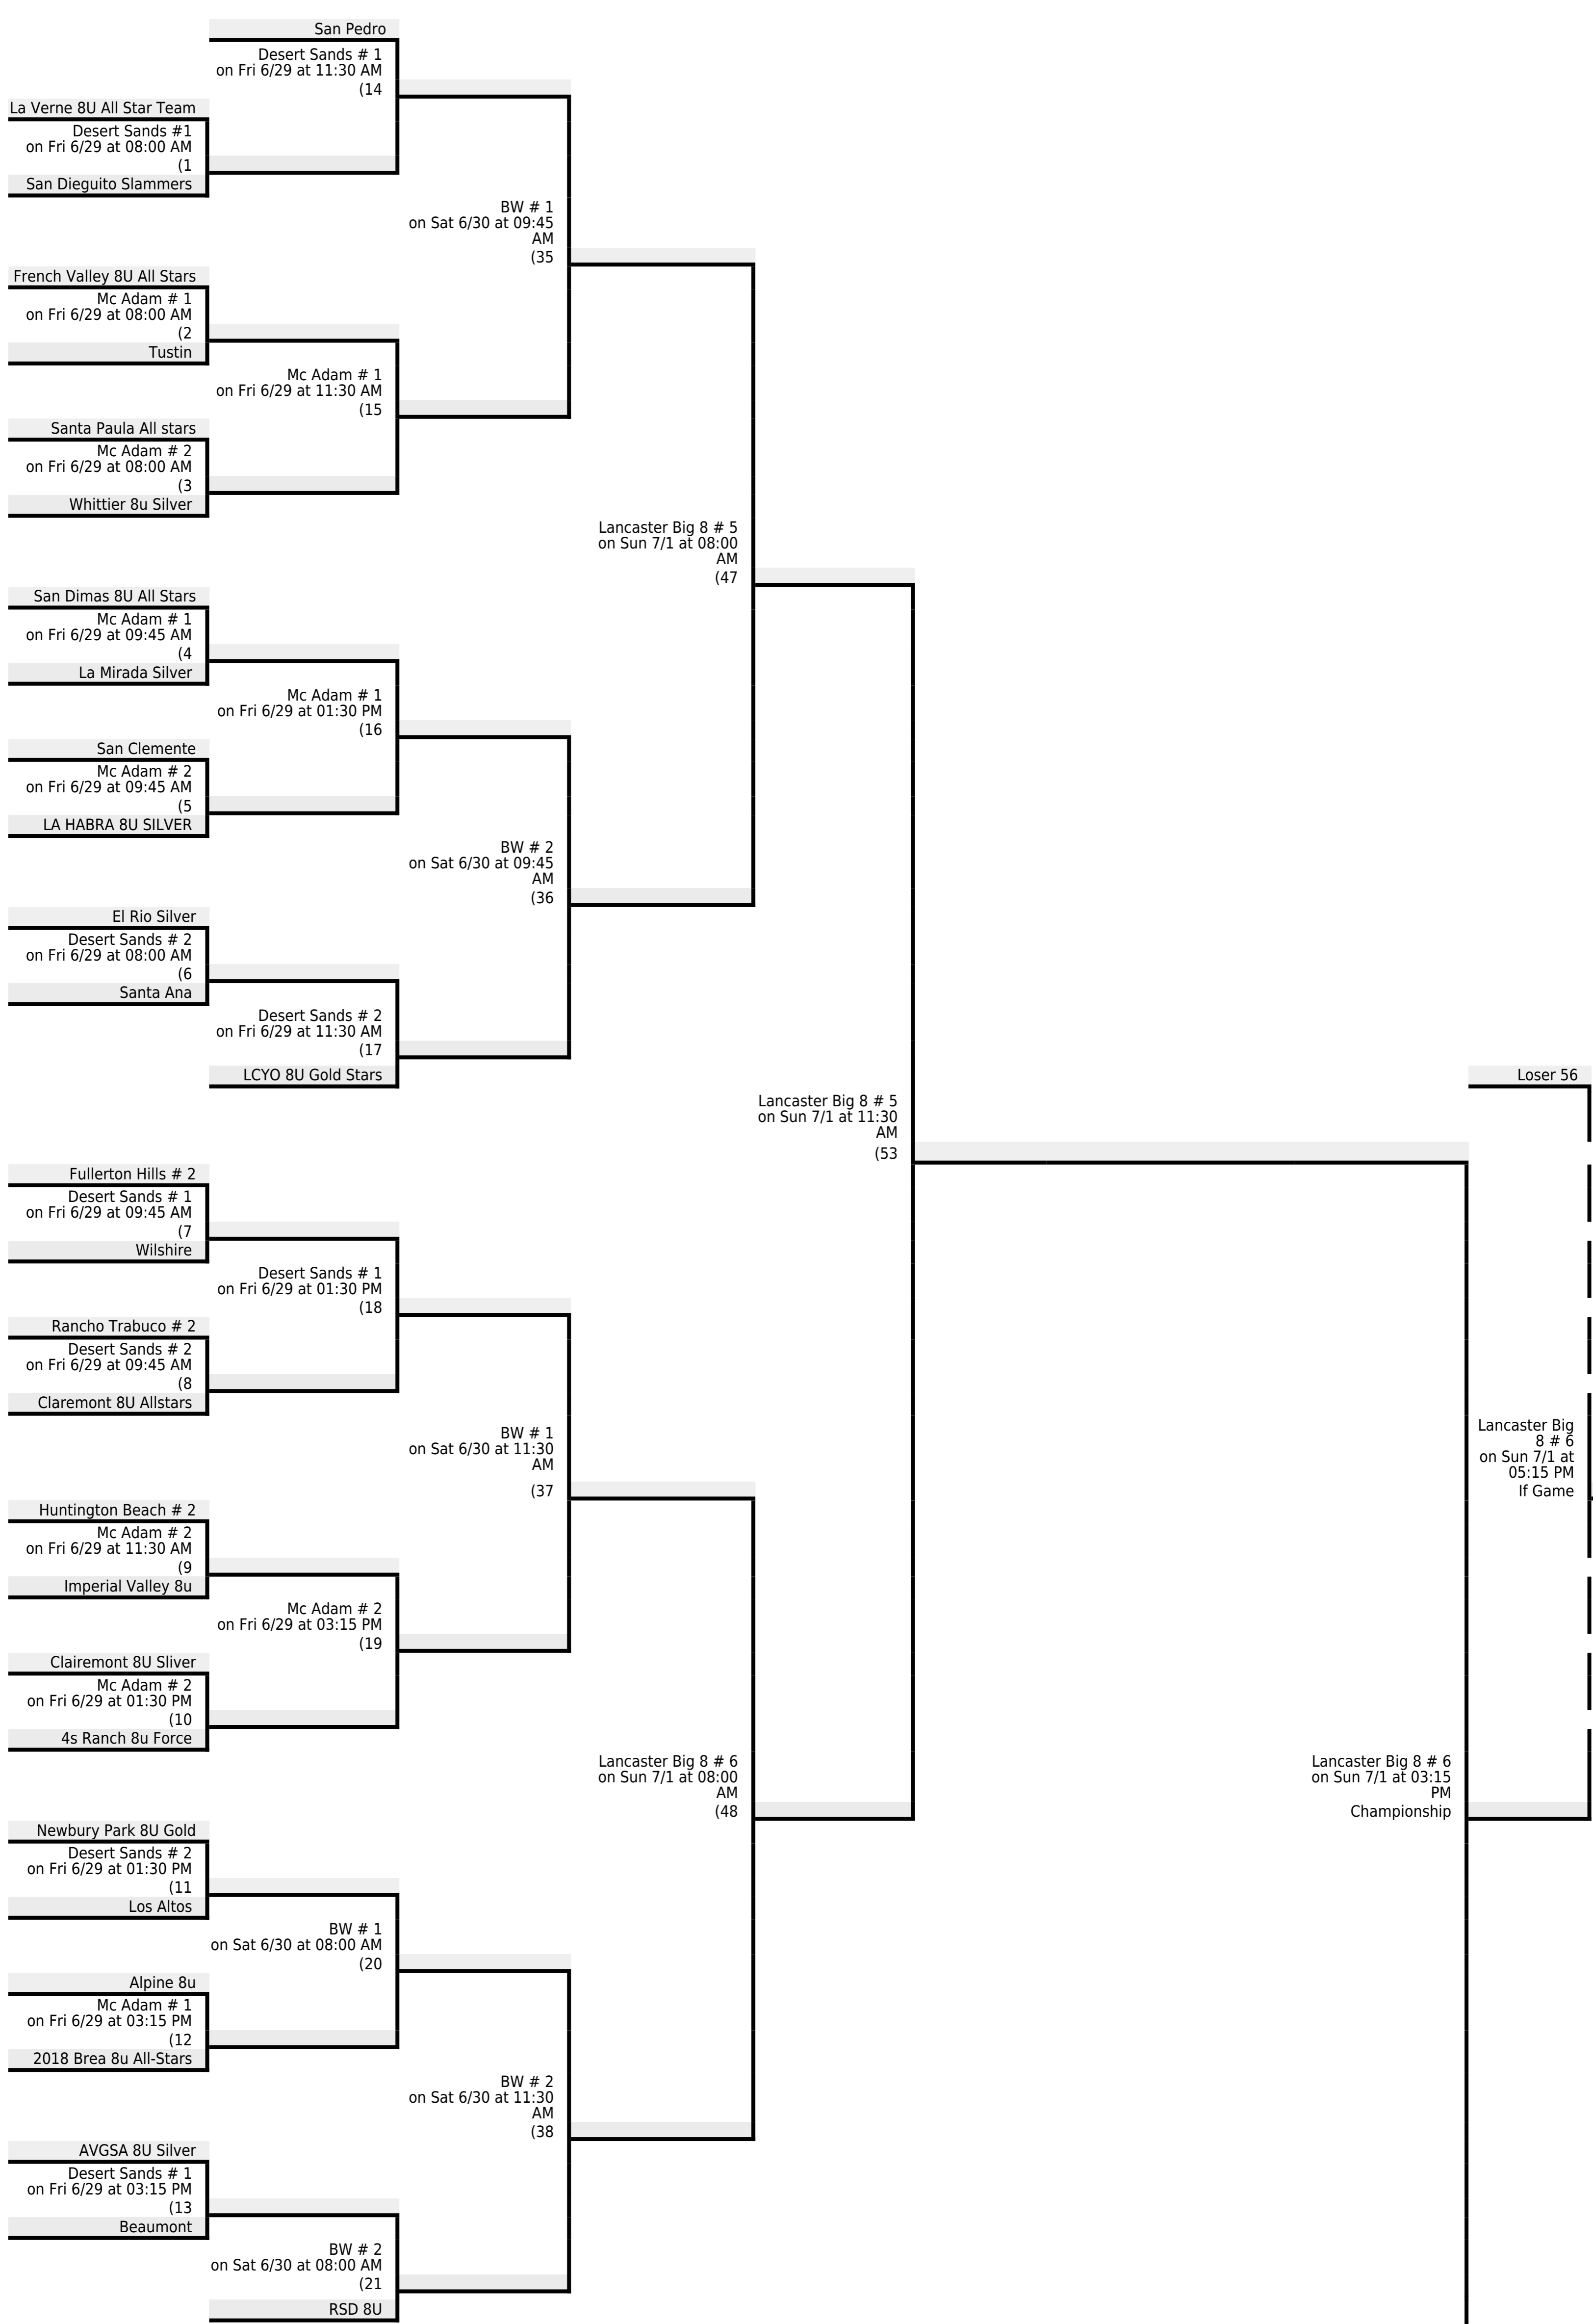 San Pedro
Desert Sands # 1
on Fri 6/29 at 11:30 AM
(14
La Verne 8U All Star Team
Desert Sands #1
on Fri 6/29 at 08:00 AM
(1
San Dieguito Slammers
BW # 1
on Sat 6/30 at 09:45
AM
(35
French Valley 8U All Stars
Mc Adam # 1
on Fri 6/29 at 08:00 AM
(2
Tustin
Mc Adam # 1
on Fri 6/29 at 11:30 AM
(15
Santa Paula All stars
Mc Adam # 2
on Fri 6/29 at 08:00 AM
(3
Whittier 8u Silver
Lancaster Big 8 # 5
on Sun 7/1 at 08:00
AM
(47
San Dimas 8U All Stars
Mc Adam # 1
on Fri 6/29 at 09:45 AM
(4
La Mirada Silver
Mc Adam # 1
on Fri 6/29 at 01:30 PM
(16
San Clemente
Mc Adam # 2
on Fri 6/29 at 09:45 AM
(5
LA HABRA 8U SILVER
BW # 2
on Sat 6/30 at 09:45
AM
(36
El Rio Silver
Desert Sands # 2
on Fri 6/29 at 08:00 AM
(6
Santa Ana
Desert Sands # 2
on Fri 6/29 at 11:30 AM
(17
LCYO 8U Gold Stars
Loser 56
Lancaster Big 8 # 5
on Sun 7/1 at 11:30
AM
(53
Fullerton Hills # 2
Desert Sands # 1
on Fri 6/29 at 09:45 AM
(7
Wilshire
Desert Sands # 1
on Fri 6/29 at 01:30 PM
(18
Rancho Trabuco # 2
Desert Sands # 2
on Fri 6/29 at 09:45 AM
(8
Claremont 8U Allstars
BW # 1
on Sat 6/30 at 11:30
AM
(37
Lancaster Big
8 # 6
on Sun 7/1 at
05:15 PM
If Game
Huntington Beach # 2
Mc Adam # 2
on Fri 6/29 at 11:30 AM
(9
Imperial Valley 8u
Mc Adam # 2
on Fri 6/29 at 03:15 PM
(19
Clairemont 8U Sliver
Mc Adam # 2
on Fri 6/29 at 01:30 PM
(10
4s Ranch 8u Force
Lancaster Big 8 # 6
on Sun 7/1 at 08:00
AM
(48
Lancaster Big 8 # 6
on Sun 7/1 at 03:15
PM
Championship
Newbury Park 8U Gold
Desert Sands # 2
on Fri 6/29 at 01:30 PM
(11
Los Altos
BW # 1
on Sat 6/30 at 08:00 AM
(20
Alpine 8u
Mc Adam # 1
on Fri 6/29 at 03:15 PM
(12
2018 Brea 8u All-Stars
BW # 2
on Sat 6/30 at 11:30
AM
(38
AVGSA 8U Silver
Desert Sands # 1
on Fri 6/29 at 03:15 PM
(13
Beaumont
BW # 2
on Sat 6/30 at 08:00 AM
(21
RSD 8U